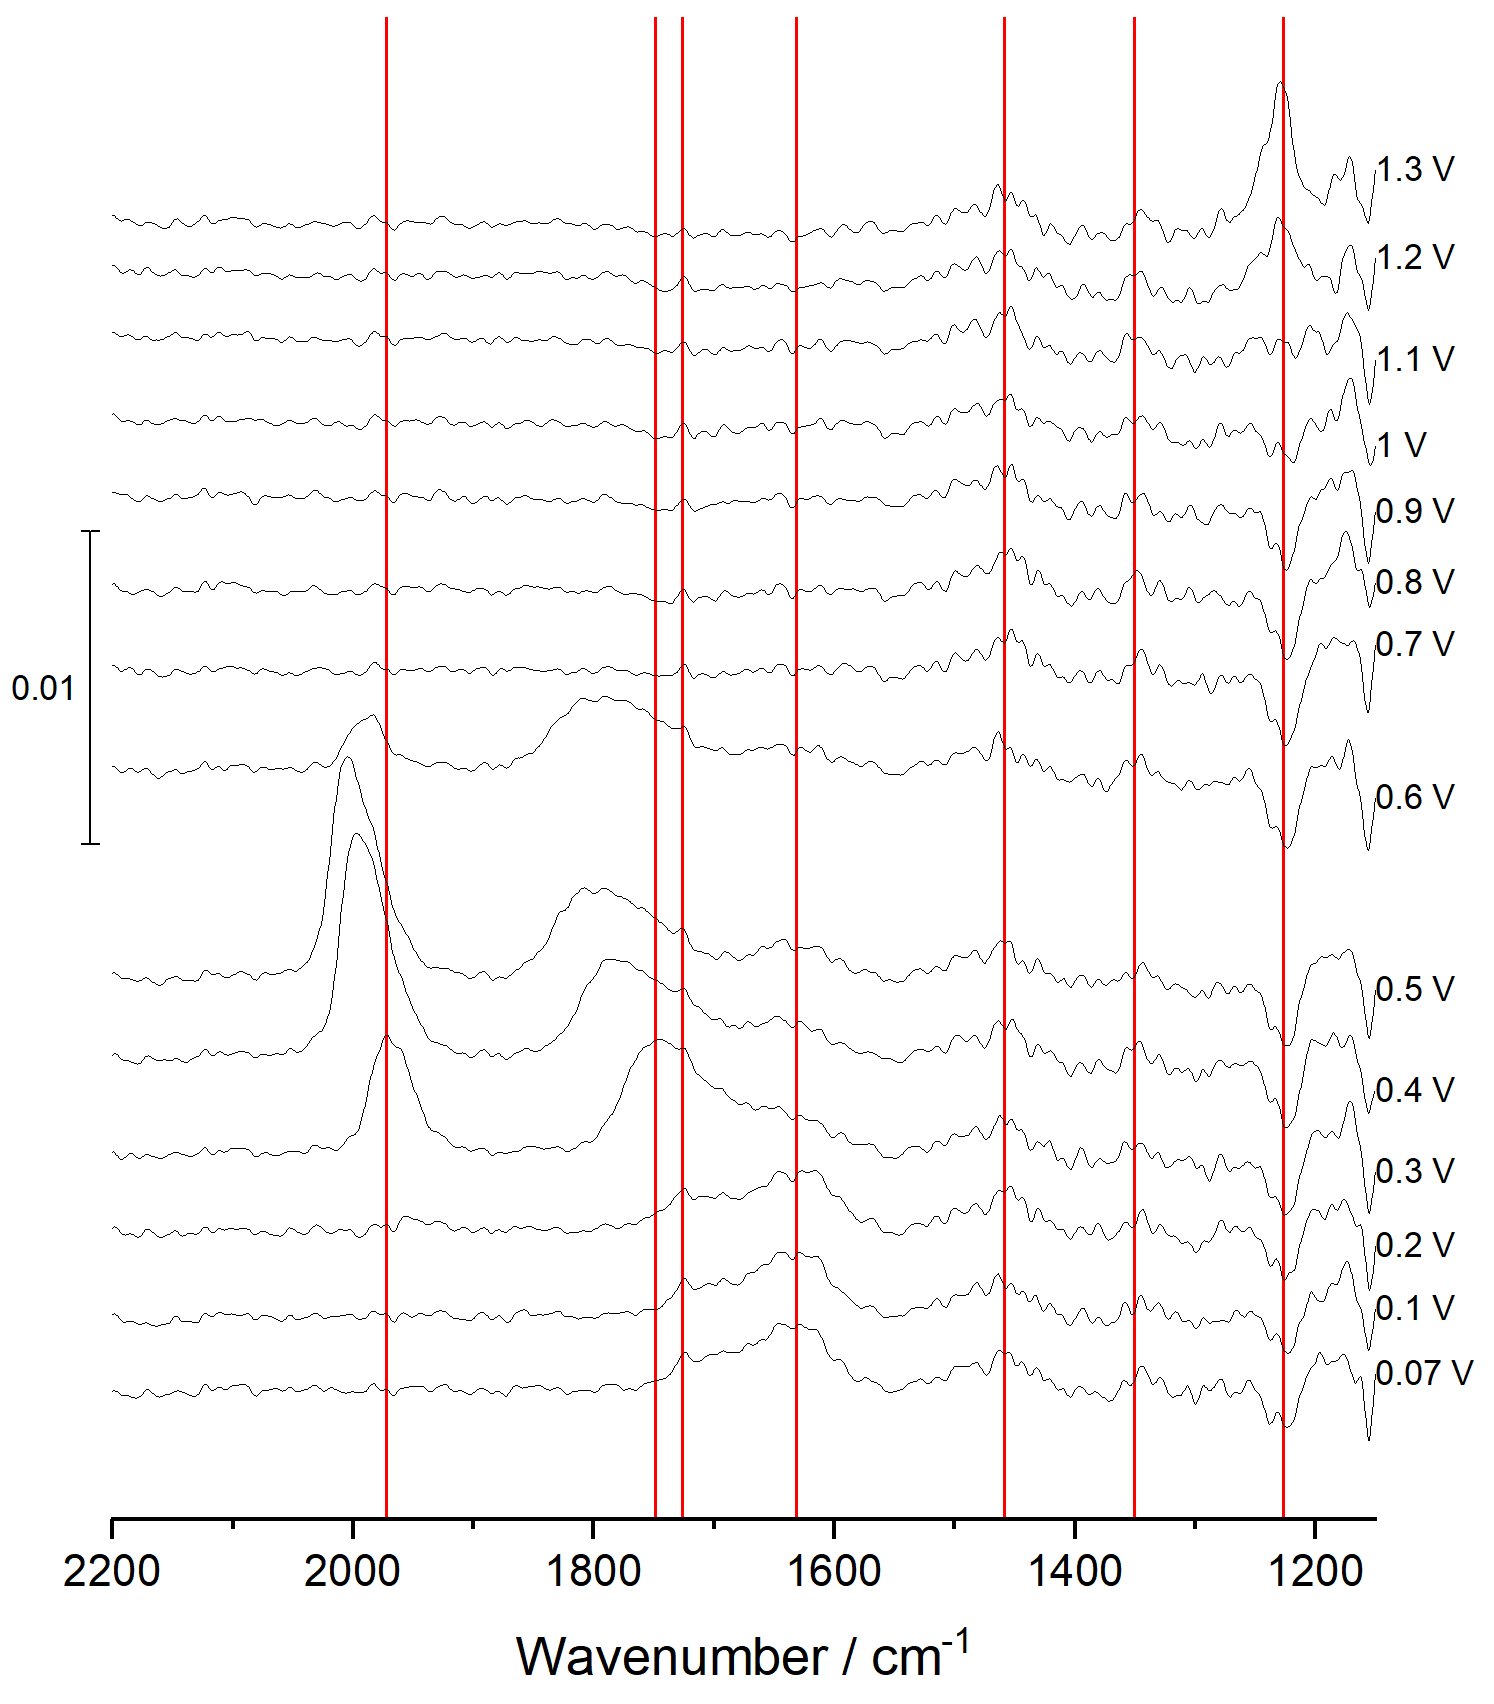 1.3 V
1.2 V
1.1 V
1 V
0.9 V
0.8 V
0.7 V
0.01
0.6 V
0.5 V
0.4 V
0.3 V
0.2 V
0.1 V
0.07 V
2200 2000 1800 1600 1400 1200
Wavenumber / cm-1